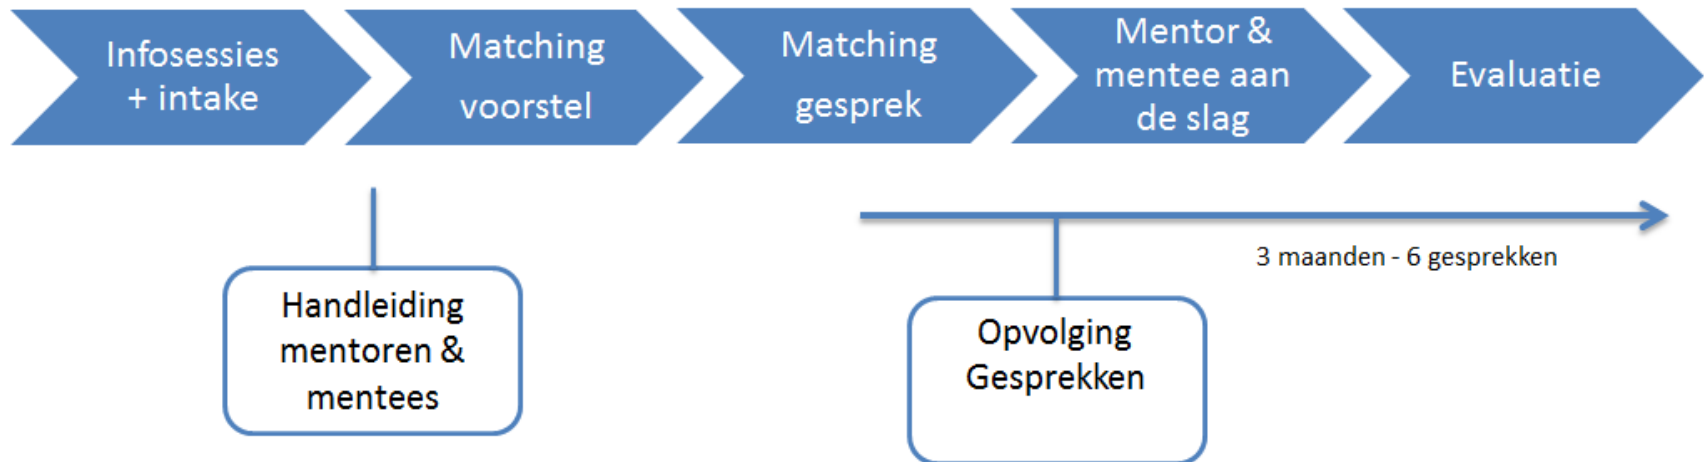 Infosessies
+ intake
Matching
voorstel
Matching
gesprek
Mentor &
mentee aan
de slag
Evaluatie
3 maanden - 6 gesprekken
Handleiding
mentoren &
mentees
Opvolging
Gesprekken